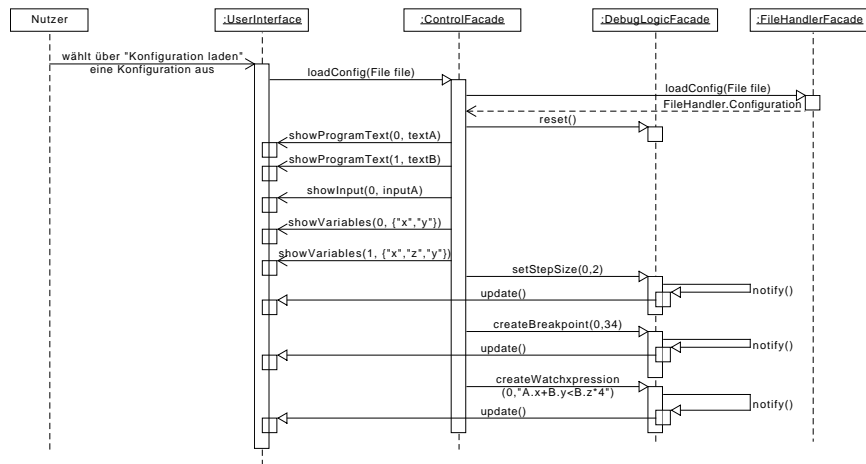 Nutzer
:UserInterface
:ControlFacade
:DebugLogicFacade
:FileHandlerFacade
wählt über "Konfiguration laden"
eine Konfiguration aus
loadConfig(File file)
loadConfig(File file)
FileHandler.Configuration
reset()
showProgramText(0, textA)
showProgramText(1, textB)
showInput(0, inputA)
showVariables(0, {"x","y"})
showVariables(1, {"x","z","y"})
setStepSize(0,2)
notify()
update()
createBreakpoint(0,34)
notify()
update()
createWatchxpression
(0,"A.x+B.y<B.z*4")
notify()
update()